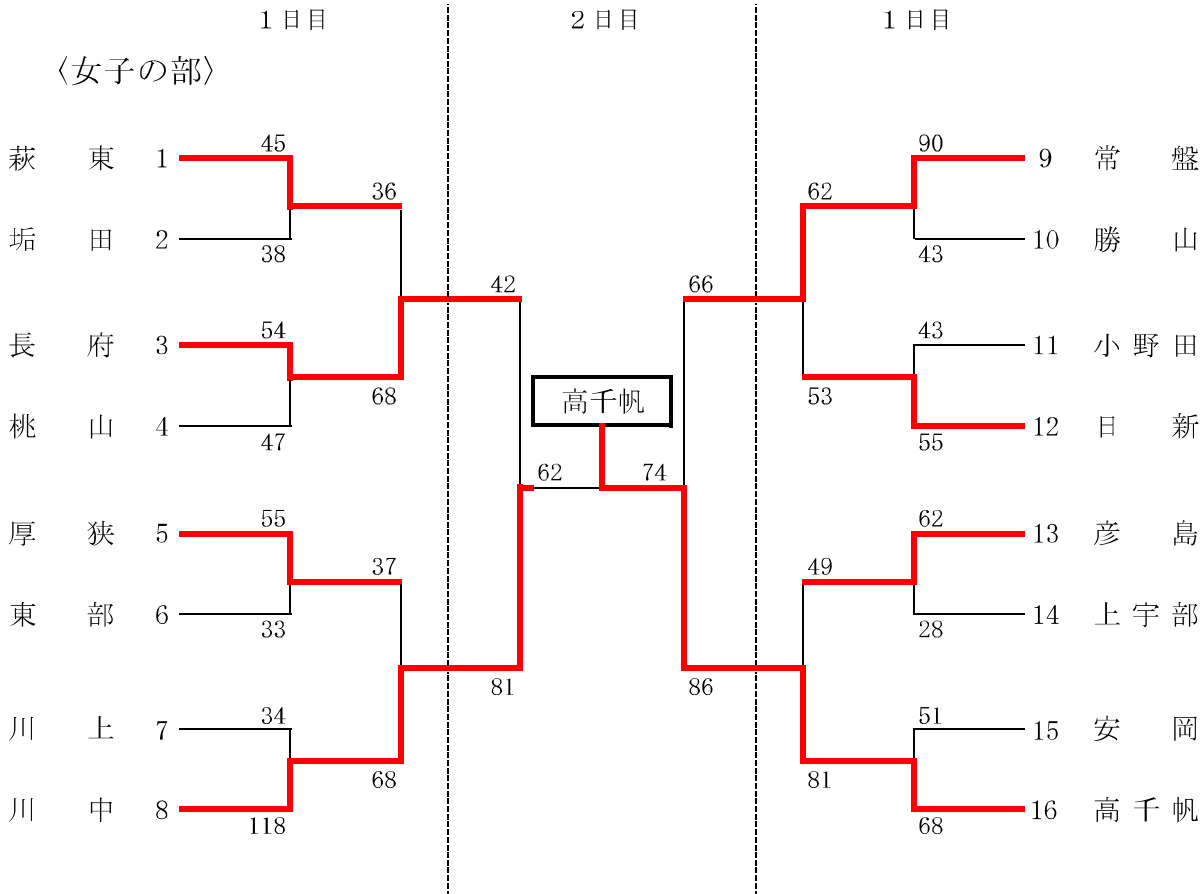 1日目 2日目 1日目
〈女子の部〉
45 90
萩東 1 9 常盤
36 62
垢田 2 10 勝山
38 43
42 66
54 43
長府 3 11 小野田
68 53
高千帆
桃山 4 12 日新
47 55
62 74
55 62
厚狭 5 13 彦島
37 49
東部 6 14 上宇部
33 28
81 86
34 51
川上 7 15 安岡
68 81
川中 8 16 高千帆
118 68